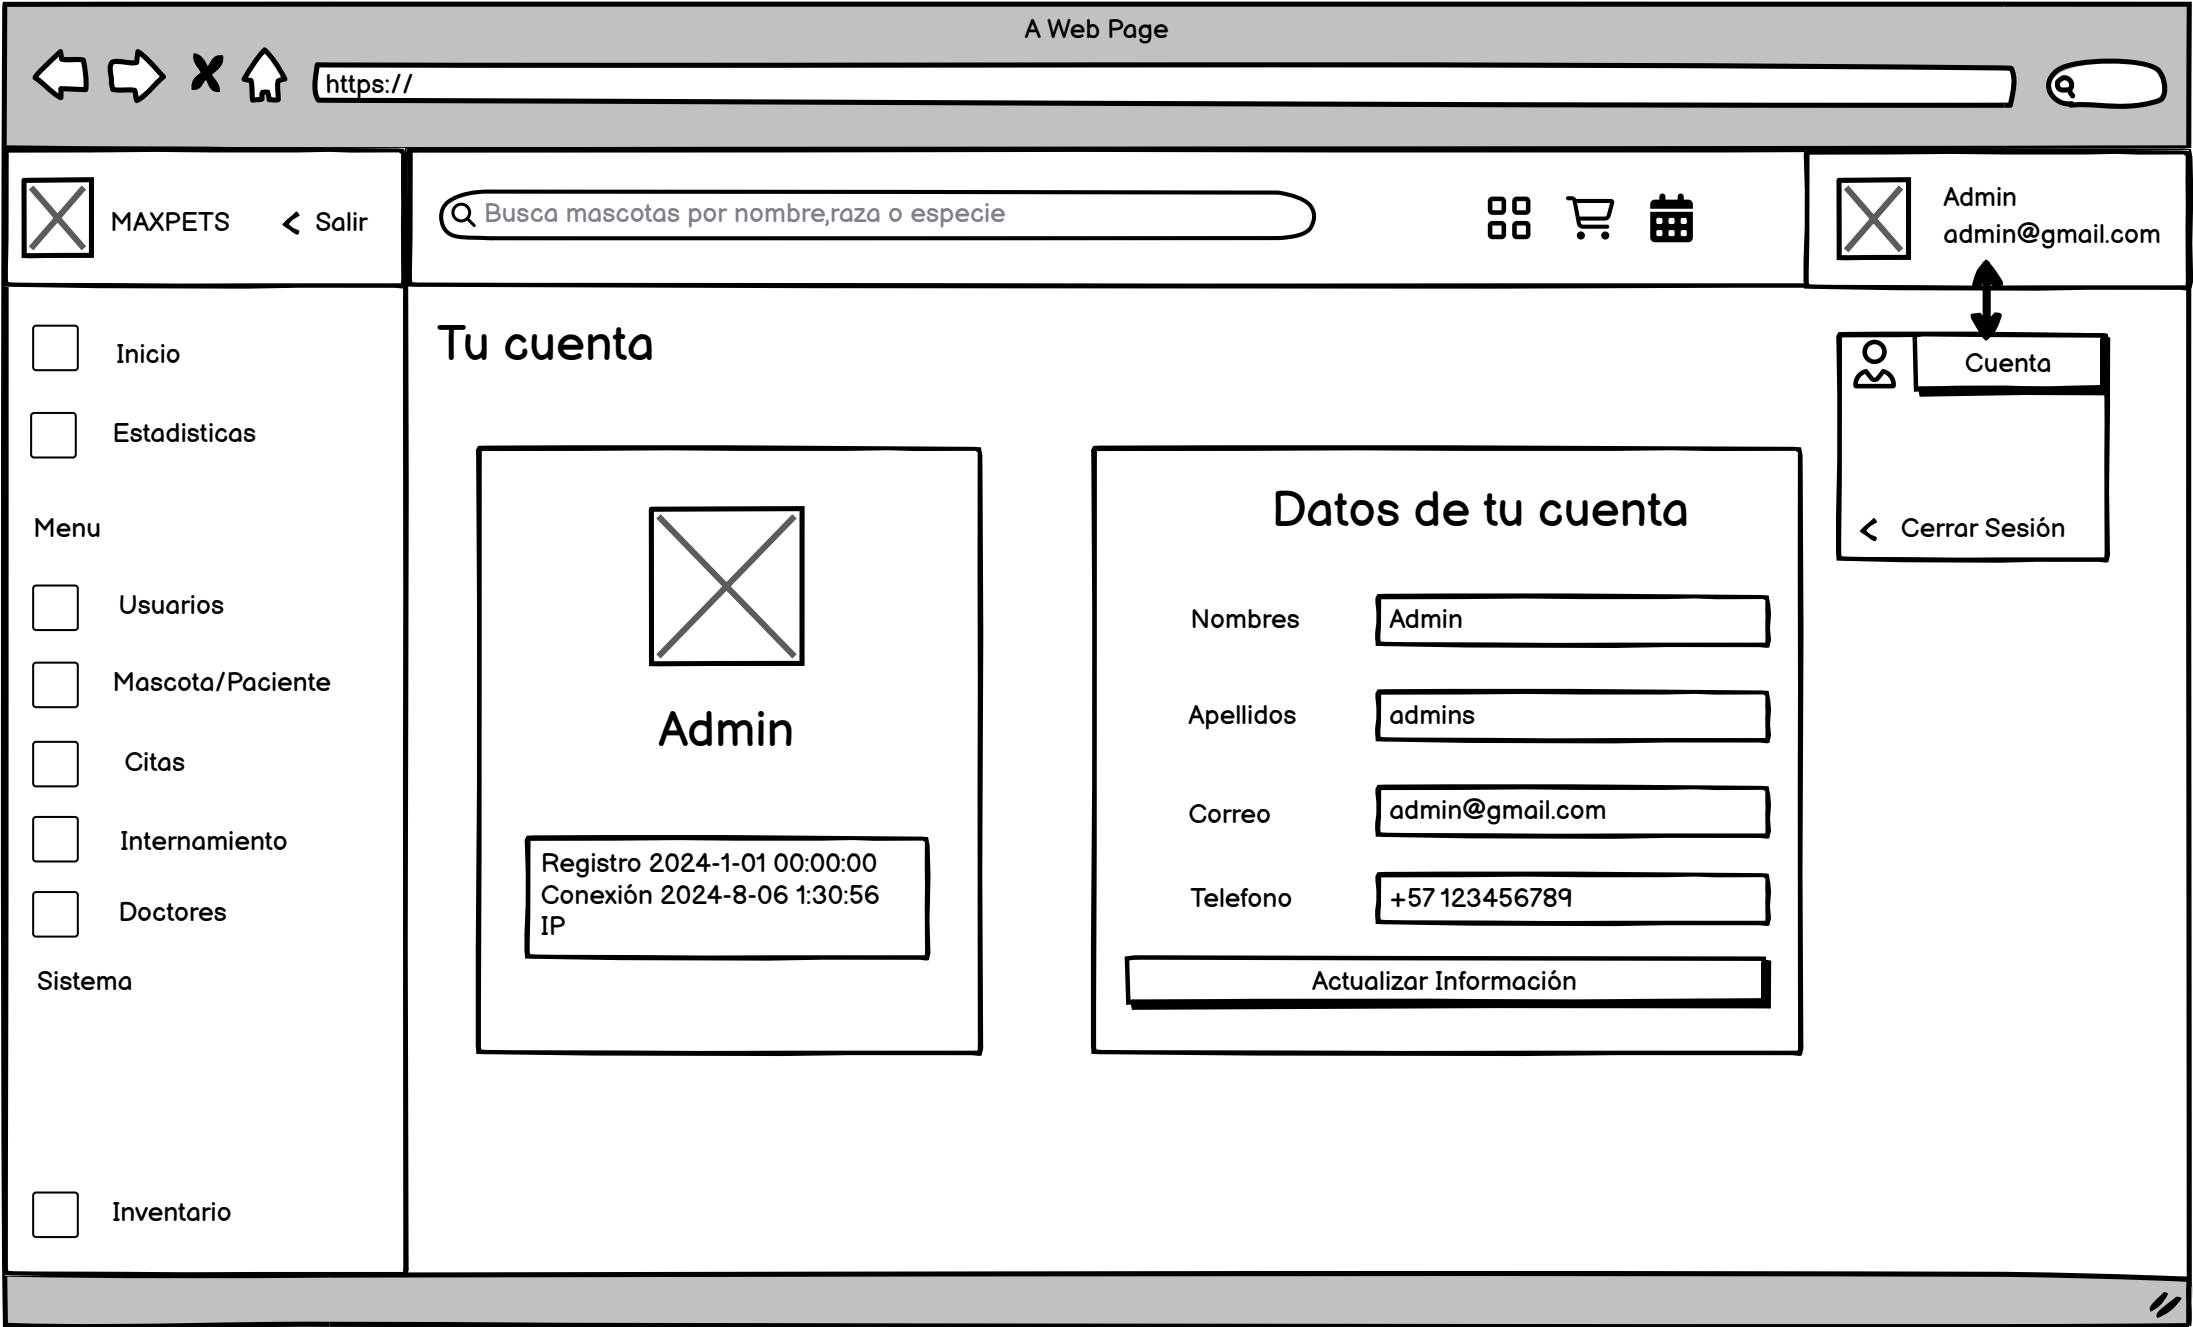 A Web Page
https://
MAXPETS
Salir
Busca mascotas por nombre,raza o especie
Admin
admin@gmail.com
Inicio
Estadisticas
Menu
Usuarios
Mascota/Paciente
Citas
Internamiento
Doctores
Sistema
Inventario
Tu cuenta
Admin
Registro 2024-1-01 00:00:00
Conexión 2024-8-06 1:30:56
IP
Datos de tu cuenta
Nombres Admin
Apellidos admins
Correo admin@gmail.com
Telefono +57 123456789
Actualizar Información
Cuenta
Cerrar Sesión